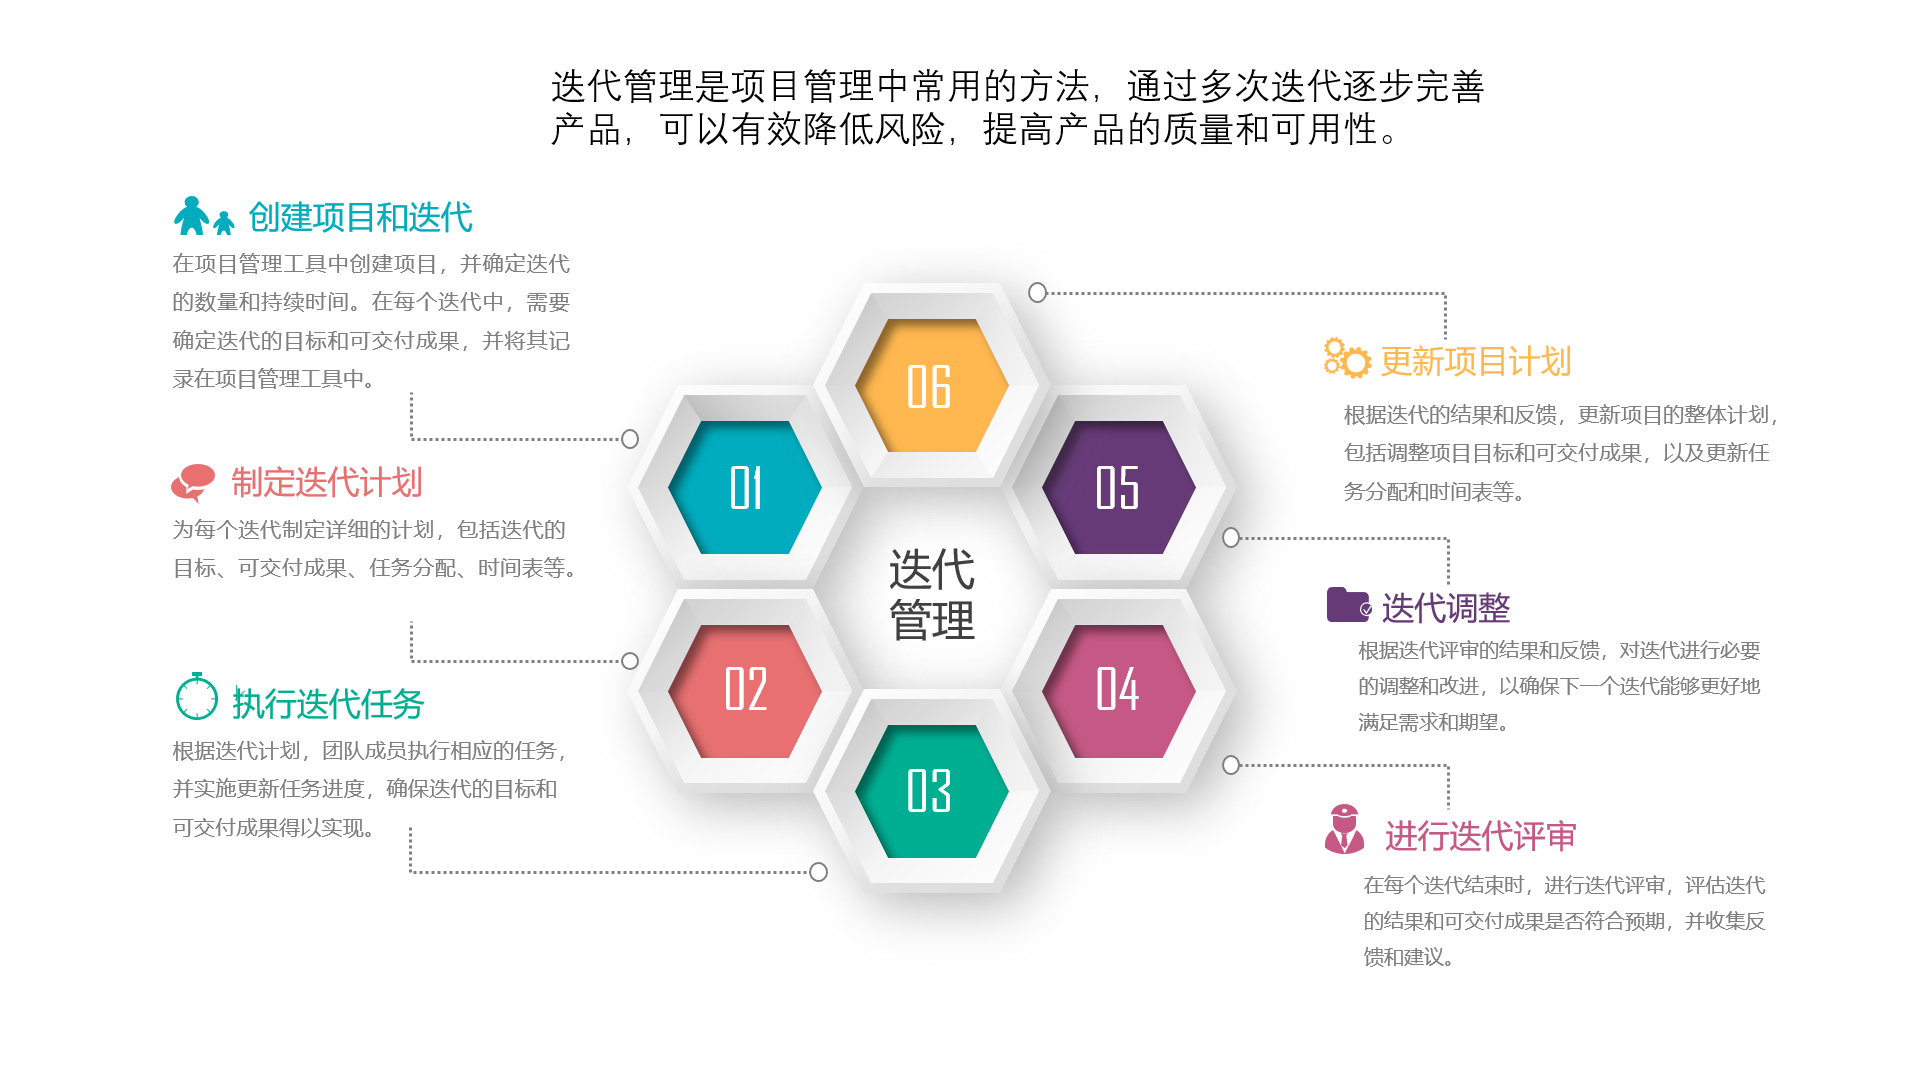 迭代管理是项目管理中常用的方法，通过多次迭代逐步完善
产品，可以有效降低风险，提高产品的质量和可用性。
创建项目和迭代
在项目管理工具中创建项目，并确定迭代
的数量和持续时间。在每个迭代中，需要
确定迭代的目标和可交付成果，并将其记
录在项目管理工具中。
制定迭代计划
为每个迭代制定详细的计划，包括迭代的
目标、可交付成果、任务分配、时间表等。
执行迭代任务
根据迭代计划，团队成员执行相应的任务，
并实施更新任务进度，确保迭代的目标和
可交付成果得以实现。
06
01
05
迭代
管理
02
04
03
更新项目计划
根据迭代的结果和反馈，更新项目的整体计划，
包括调整项目目标和可交付成果，以及更新任
务分配和时间表等。
迭代调整
根据迭代评审的结果和反馈，对迭代进行必要
的调整和改进，以确保下一个迭代能够更好地
满足需求和期望。
进行迭代评审
在每个迭代结束时，进行迭代评审，评估迭代
的结果和可交付成果是否符合预期，并收集反
馈和建议。